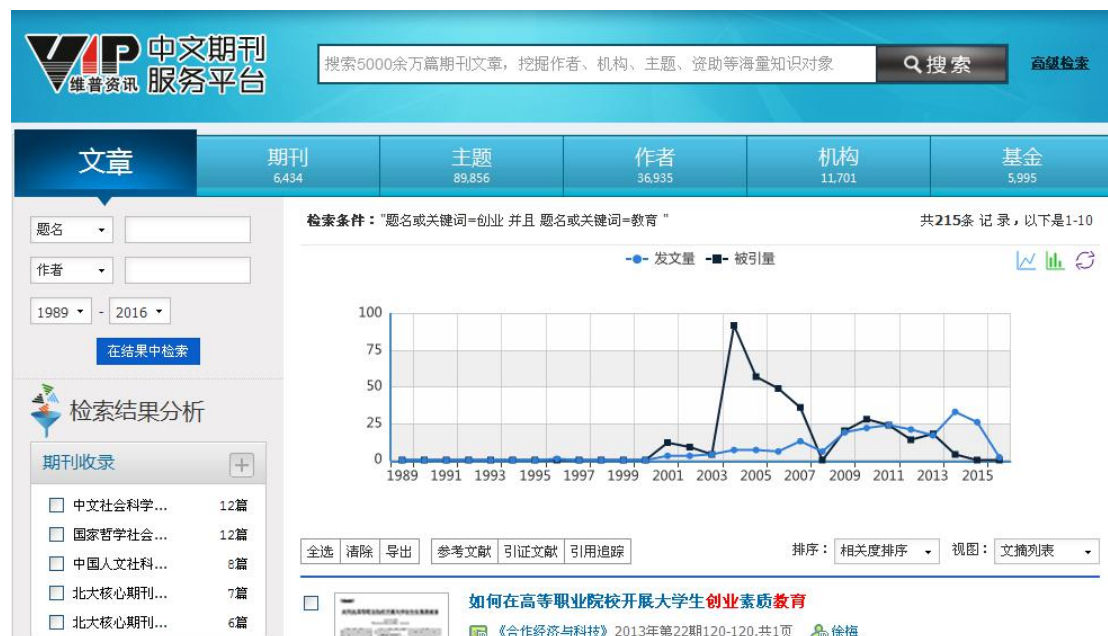 VIP 中文期刊
维普资讯 服务平台
搜索5000余万篇期刊文章，挖掘作者、机构、主题、资助等海量知识对象
搜索
高级检索
文章
期刊
6,434
主题
89,856
作者
36,935
机构
11,701
基金
5,995
题名
作者
1989 - 2016
在结果中检索
检索结果分析
期刊收录
中文社会科学... 12篇
国家哲学社会... 12篇
中国人文社科... 8篇
北大核心期刊... 7篇
北大核心期刊... 6篇
检索条件："题名或关键词=创业 并且 题名或关键词=教育 "
共215条 记 录，以下是1-10
发文量 被引量
100
75
50
25
0
1989 1991 1993 1995 1997 1999 2001 2003 2005 2007 2009 2011 2013 2015
全选 清除 导出 参考文献 引证文献 引用追踪
排序： 相关度排序 视图： 文摘列表
如何在高等职业院校开展大学生创业素质教育
《合作经济与科技》2013年第22期120-120,共1页 徐梅